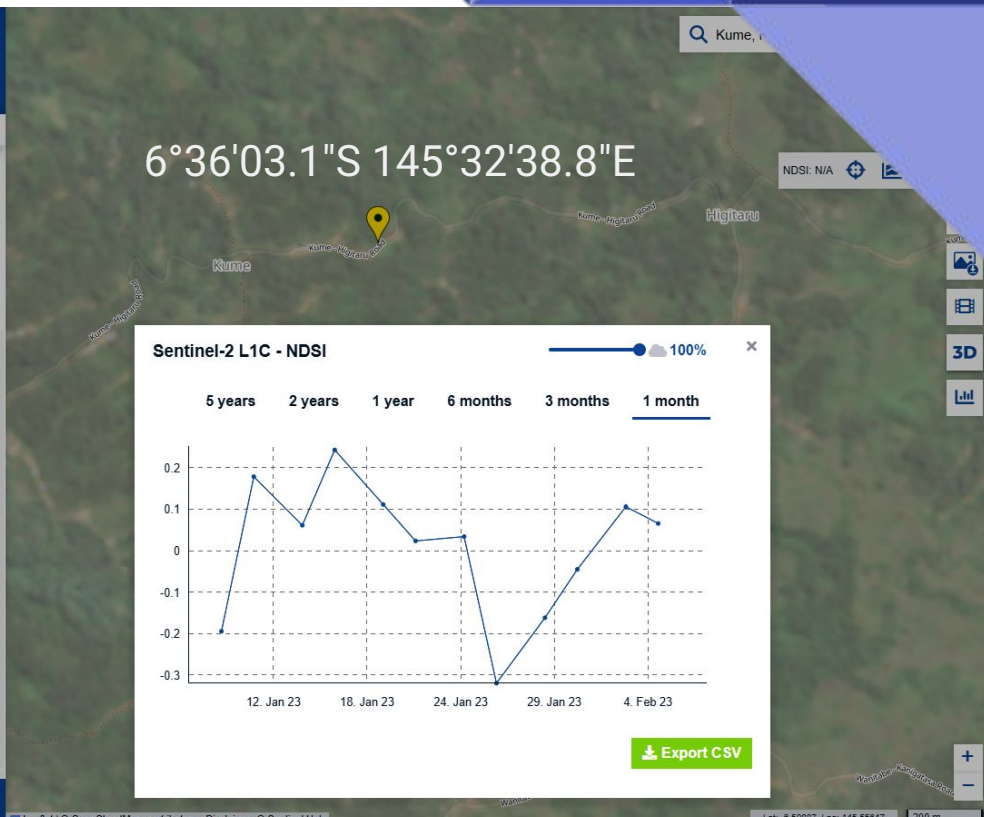 Kume,
6°36'03.1"S 145°32'38.8"E
NDSI: N/A
Kume - Higitaru Road
Higitaru
Kume - Higitaru Road
Kume
Kume - Higitaru Road
Sentinel-2 L1C - NDSI
100%
5 years 2 years 1 year 6 months 3 months 1 month
3D
0.2
0.1
0
-0.1
-0.2
-0.3
12. Jan 23 18. Jan 23 24. Jan 23 29. Jan 23 4. Feb 23
Export CSV
Wanitabe - Kanigatasa Road
200 m